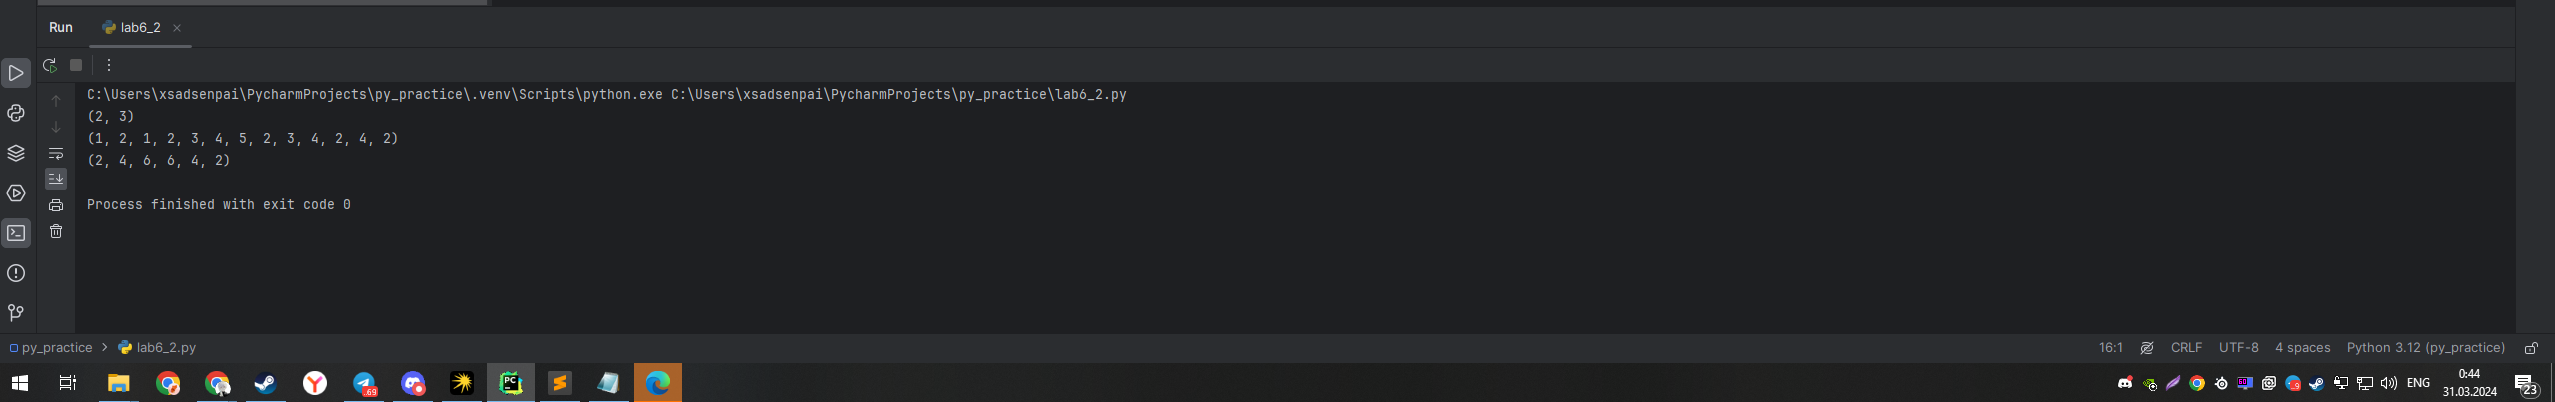 Run lab6_2
C:\Users\xsadsenpai\PycharmProjects\py_practice\.venv\Scripts\python.exe C:\Users\xsadsenpai\PycharmProjects\py_practice\lab6_2.py
(2, 3)
(1, 2, 1, 2, 3, 4, 5, 2, 3, 4, 2, 4, 2)
(2, 4, 6, 6, 4, 2)
Process finished with exit code 0
py_practice > lab6_2.py 16:1 CRLF UTF-8 4 spaces Python 3.12 (py_practice)
PC
..69
ENG
0:44
31.03.2024
23